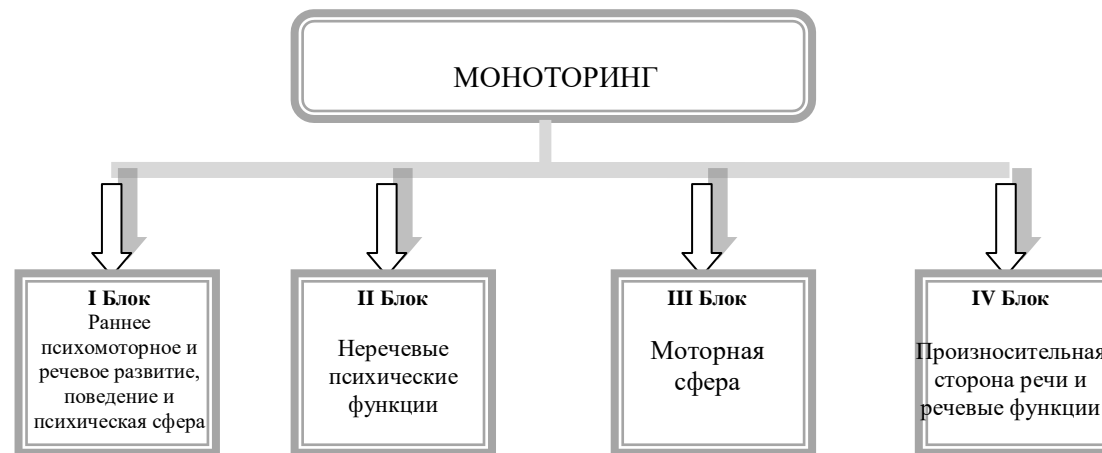 МОНОТОРИНГ
I Блок
Раннее
психомоторное и
речевое развитие,
поведение и
психическая сфера
II Блок
Неречевые
психические
функции
III Блок
Моторная
сфера
IV Блок
Произносительная
сторона речи и
речевые функции